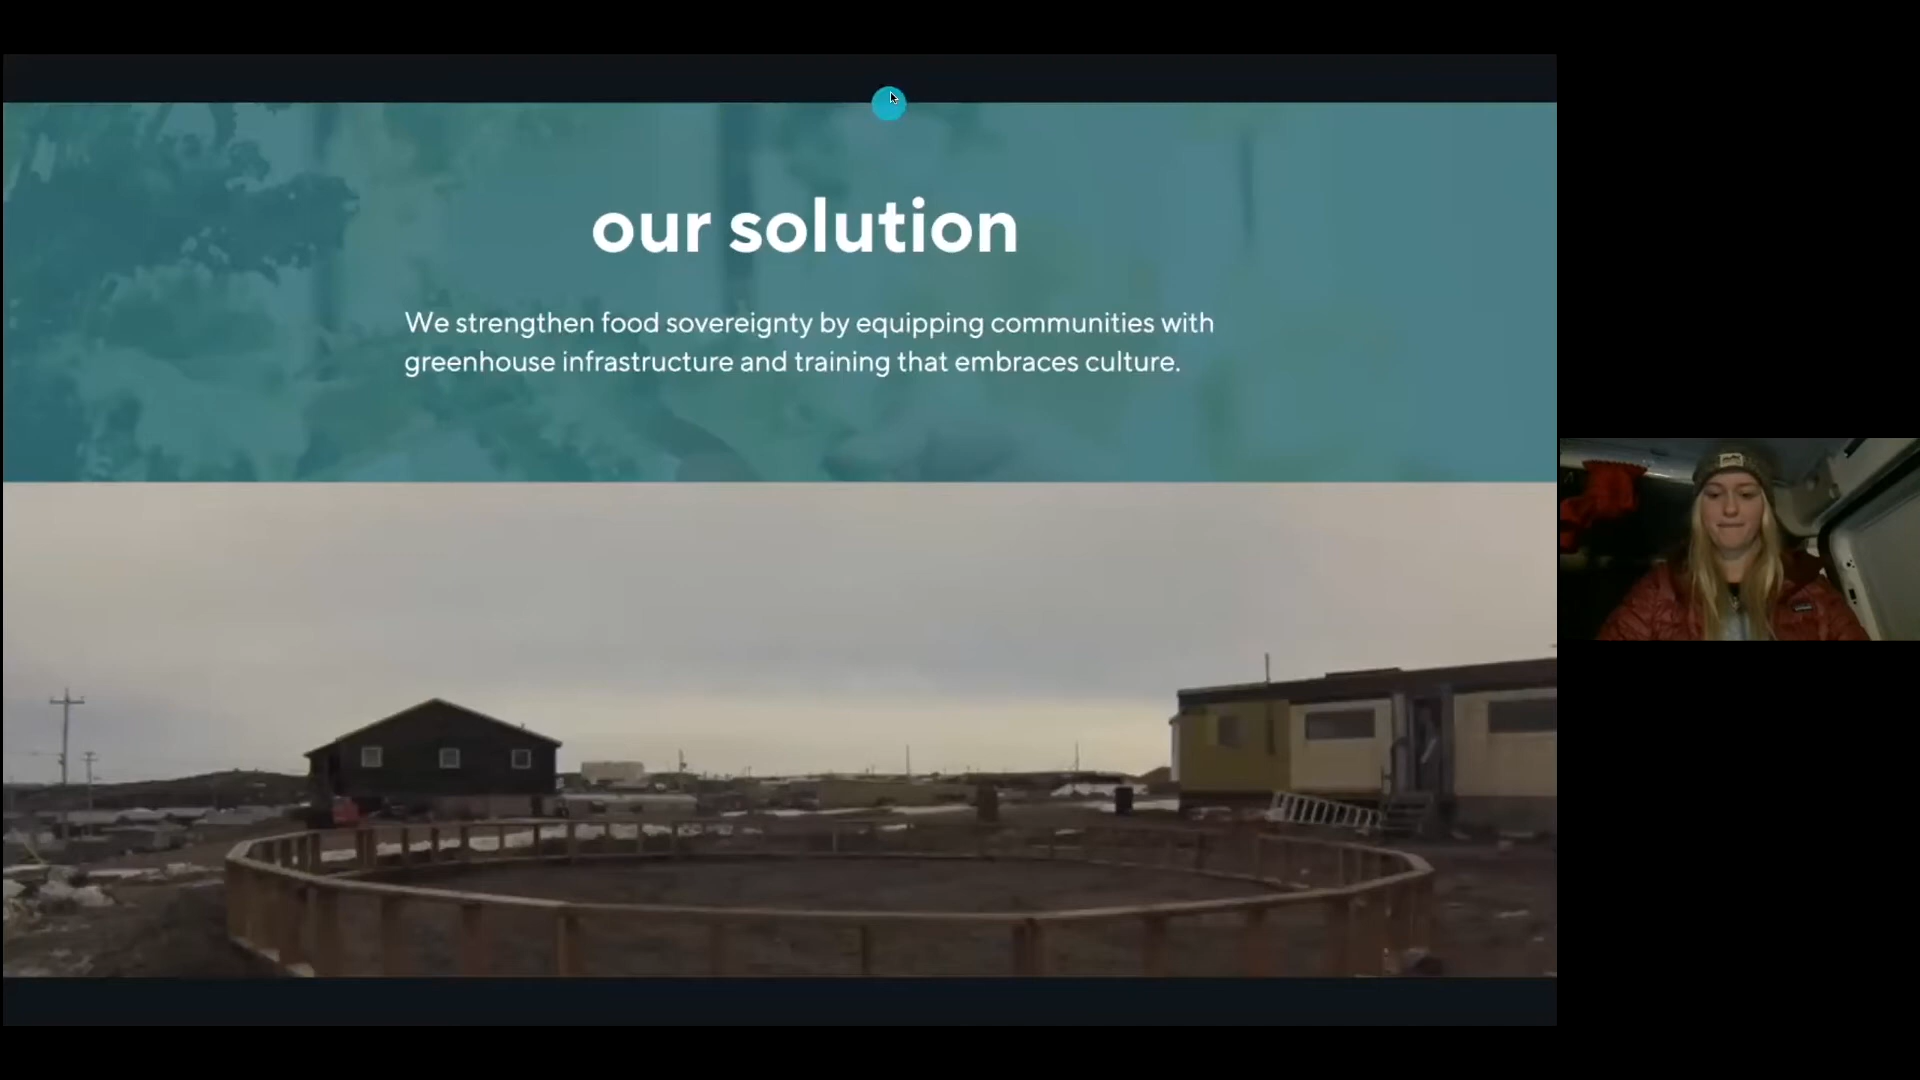 our solution
We strengthen food sovereignty by equipping communities with
greenhouse infrastructure and training that embraces culture.